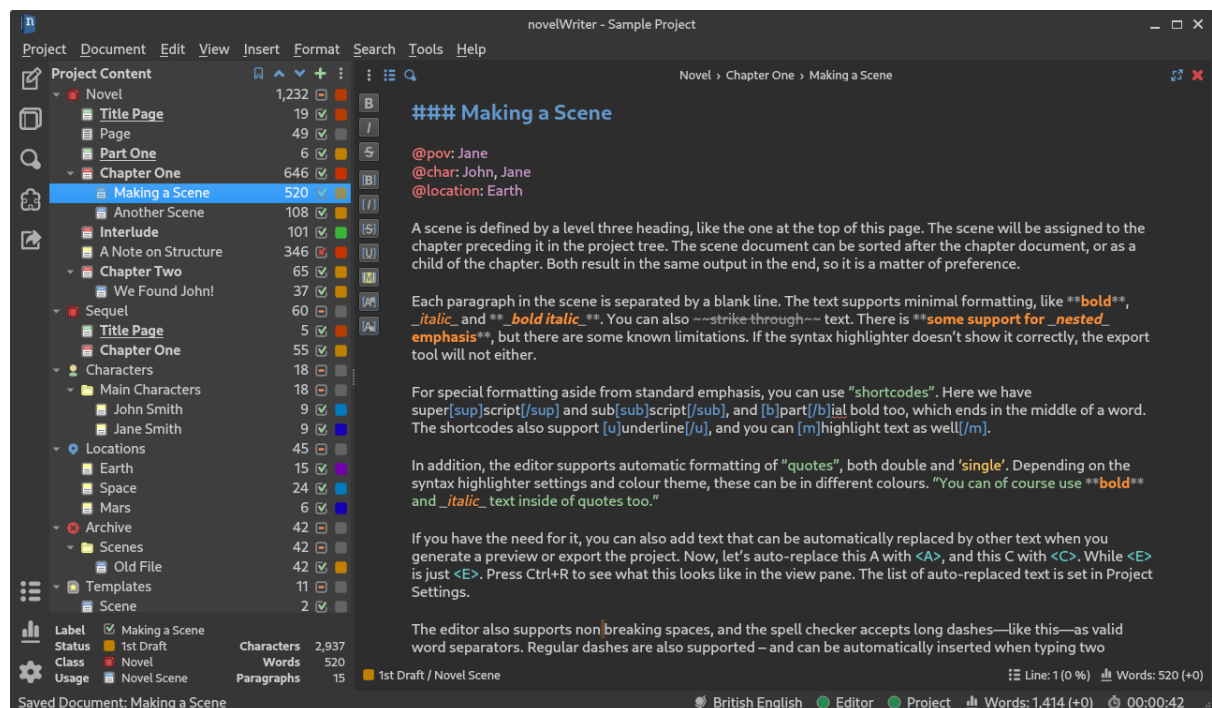 novelWriter - Sample Project
Project Document Edit View Insert Format Search Tools Help
Project Content
Novel 1,232
Title Page 19
Page 49
Part One 6
Chapter One 646
Making a Scene 520
Another Scene 108
Interlude 101
A Note on Structure 346
Chapter Two 65
We Found John! 37
Sequel 60
Title Page 5
Chapter One 55
Characters 18
Main Characters 18
John Smith 9
Jane Smith 9
Locations 45
Earth 15
Space 24
Mars 6
Archive 42
Scenes 42
Old File 42
Templates 11
Scene 2
Label Making a Scene
Status 1st Draft Characters 2,937
Class Novel Words 520
Usage Novel Scene Paragraphs 15
B
I
S
[B]
[I]
[S]
[U]
[M]
Novel › Chapter One › Making a Scene
### Making a Scene
@pov: Jane
@char: John, Jane
@location: Earth
A scene is defined by a level three heading, like the one at the top of this page. The scene will be assigned to the
chapter preceding it in the project tree. The scene document can be sorted after the chapter document, or as a
child of the chapter. Both result in the same output in the end, so it is a matter of preference.
Each paragraph in the scene is separated by a blank line. The text supports minimal formatting, like **bold**,
_italic_ and **_bold italic_**. You can also ~~strike through~~ text. There is **some support for _nested_
emphasis**, but there are some known limitations. If the syntax highlighter doesn’t show it correctly, the export
tool will not either.
For special formatting aside from standard emphasis, you can use “shortcodes”. Here we have
super[sup]script[/sup] and sub[sub]script[/sub], and [b]part[/b]ial bold too, which ends in the middle of a word.
The shortcodes also support [u]underline[/u], and you can [m]highlight text as well[/m].
In addition, the editor supports automatic formatting of “quotes”, both double and ‘single’. Depending on the
syntax highlighter settings and colour theme, these can be in different colours. “You can of course use **bold**
and _italic_ text inside of quotes too.”
If you have the need for it, you can also add text that can be automatically replaced by other text when you
generate a preview or export the project. Now, let’s auto-replace this A with <A>, and this C with <C>. While <E>
is just <E>. Press Ctrl+R to see what this looks like in the view pane. The list of auto-replaced text is set in Project
Settings.
The editor also supports non breaking spaces, and the spell checker accepts long dashes—like this—as valid
word separators. Regular dashes are also supported – and can be automatically inserted when typing two
1st Draft / Novel Scene Line: 1 (0 %) Words: 520 (+0)
Saved Document: Making a Scene British English Editor Project Words: 1,414 (+0) 00:00:42